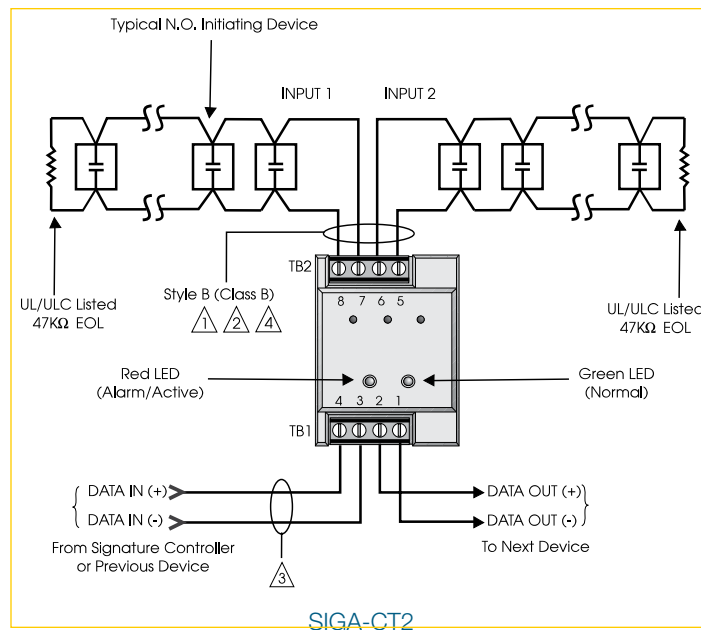 Typical N.O. Initiating Device
INPUT 1
INPUT 2
TB2
8 7 6 5
UL/ULC Listed
47KΩ EOL
Style B (Class B)
1 2 4
UL/ULC Listed
47KΩ EOL
Red LED
(Alarm/Active)
Green LED
(Normal)
4 3 2 1
TB1
DATA IN (+)
DATA IN (-)
From Signature Controller
or Previous Device
3
DATA OUT (+)
DATA OUT (-)
To Next Device
SIGA-CT2